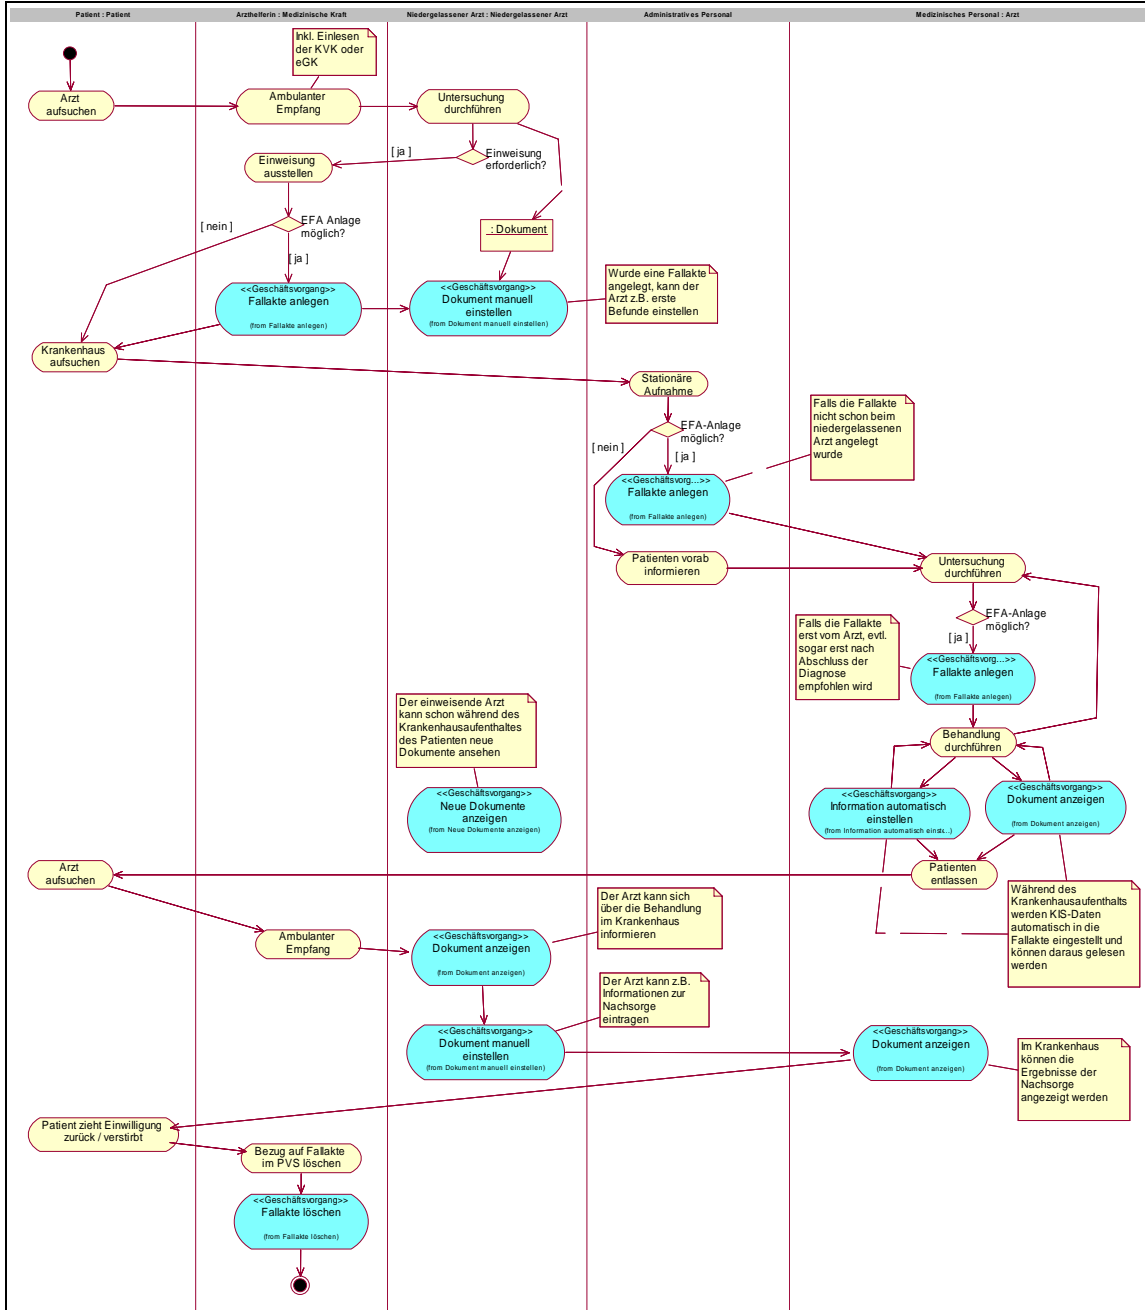 Patient : Patient
Arzthelferin : Medizinische Kraft
Niedergelassener Arzt : Niedergelassener Arzt
Administratives Personal
Medizinisches Personal : Arzt
Inkl. Einlesen
der KVK oder
eGK
Arzt
aufsuchen
Ambulanter
Empfang
Untersuchung
durchführen
[ ja ]
Einweisung
erforderlich?
Einweisung
ausstellen
[ nein ]
EFA Anlage
möglich?
[ ja ]
: Dokument
<<Geschäftsvorgang>>
Fallakte anlegen
(from Fallakte anlegen)
<<Geschäftsvorgang>>
Dokument manuell
einstellen
(from Dokument manuell einstellen)
Wurde eine Fallakte
angelegt, kann der
Arzt z.B. erste
Befunde einstellen
Krankenhaus
aufsuchen
Stationäre
Aufnahme
EFA-Anlage
möglich?
[ nein ]
[ ja ]
Falls die Fallakte
nicht schon beim
niedergelassenen
Arzt angelegt
wurde
<<Geschäftsvorg...>>
Fallakte anlegen
(from Fallakte anlegen)
Patienten vorab
informieren
Untersuchung
durchführen
EFA-Anlage
möglich?
[ ja ]
Falls die Fallakte
erst vom Arzt, evtl.
sogar erst nach
Abschluss der
Diagnose
empfohlen wird
<<Geschäftsvorg...>>
Fallakte anlegen
(from Fallakte anlegen)
Der einweisende Arzt
kann schon während des
Krankenhausaufenthaltes
des Patienten neue
Dokumente ansehen
Behandlung
durchführen
<<Geschäftsvorgang>>
Neue Dokumente
anzeigen
(from Neue Dokumente anzeigen)
<<Geschäftsvorgang>>
Information automatisch
einstellen
(from Information automatisch einste...)
<<Geschäftsvorgang>>
Dokument anzeigen
(from Dokument anzeigen)
Arzt
aufsuchen
Patienten
entlassen
Während des
Krankenhausaufenthalts
werden KIS-Daten
automatisch in die
Fallakte eingestellt und
können daraus gelesen
werden
Der Arzt kann sich
über die Behandlung
im Krankenhaus
informieren
Ambulanter
Empfang
<<Geschäftsvorgang>>
Dokument anzeigen
(from Dokument anzeigen)
Der Arzt kann z.B.
Informationen zur
Nachsorge
eintragen
<<Geschäftsvorgang>>
Dokument manuell
einstellen
(from Dokument manuell einstellen)
<<Geschäftsvorgang>>
Dokument anzeigen
(from Dokument anzeigen)
Im Krankenhaus
können die
Ergebnisse der
Nachsorge
angezeigt werden
Patient zieht Einwilligung
zurück / verstirbt
Bezug auf Fallakte
im PVS löschen
<<Geschäftsvorgang>>
Fallakte löschen
(from Fallakte löschen)